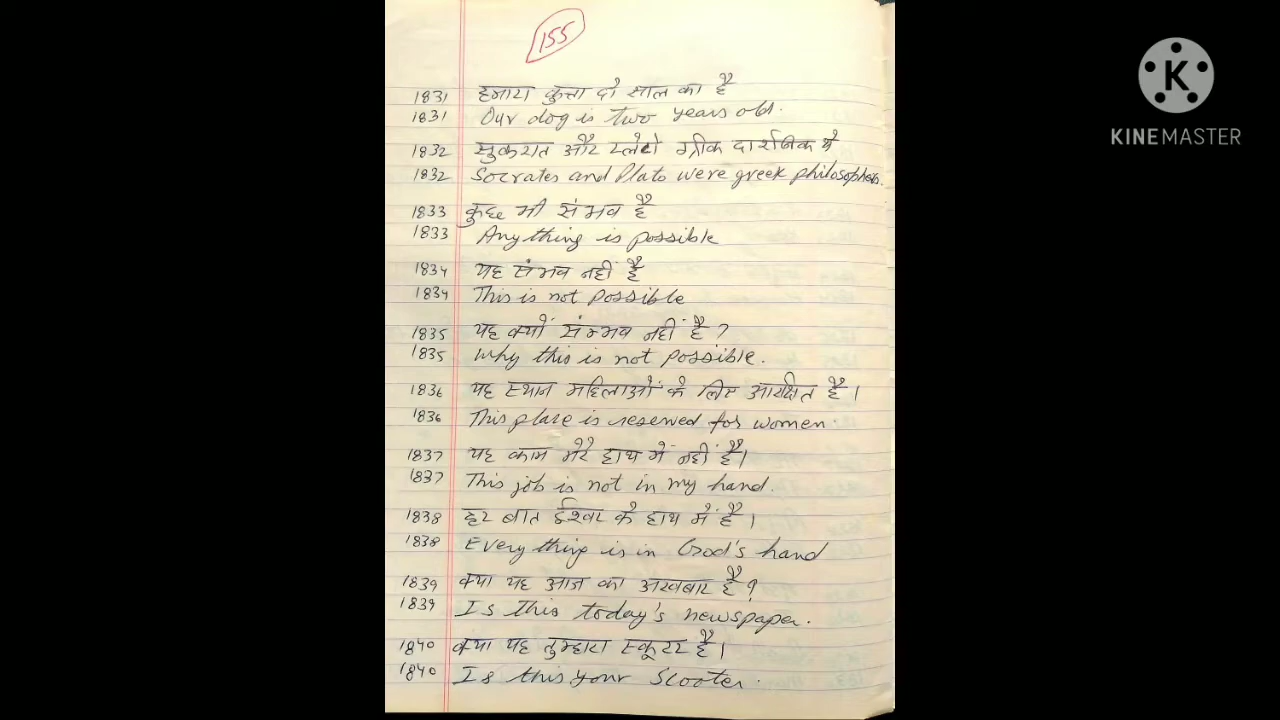 155
1831 हमारा कुत्ता दो साल का है
1831 Our dog is two years old.
1832 सुकरात और प्लेटो ग्रीक दार्शनिक थे
1832 Socrates and Plato were greek philosophers.
1833 कुछ भी संभव है
1833 Anything is possible
1834 यह संभव नहीं है
1834 This is not possible
1835 यह क्यों संम्भव नहीं है ?
1835 Why this is not possible.
1836 यह स्थान महिलाओं के लिए आरक्षित है ।
1836 This place is reserved for women.
1837 यह काम मेरे हाथ में नहीं है।
1837 This job is not in my hand.
1838 हर बात ईश्वर के हाथ में है ।
1838 Every thing is in God's hand
1839 क्या यह आज का अखबार है ?
1839 Is this today's newspaper.
1840 क्या यह तुम्हारा स्कूटर है ।
1840 Is this your Scooter.
K
KINEMASTER